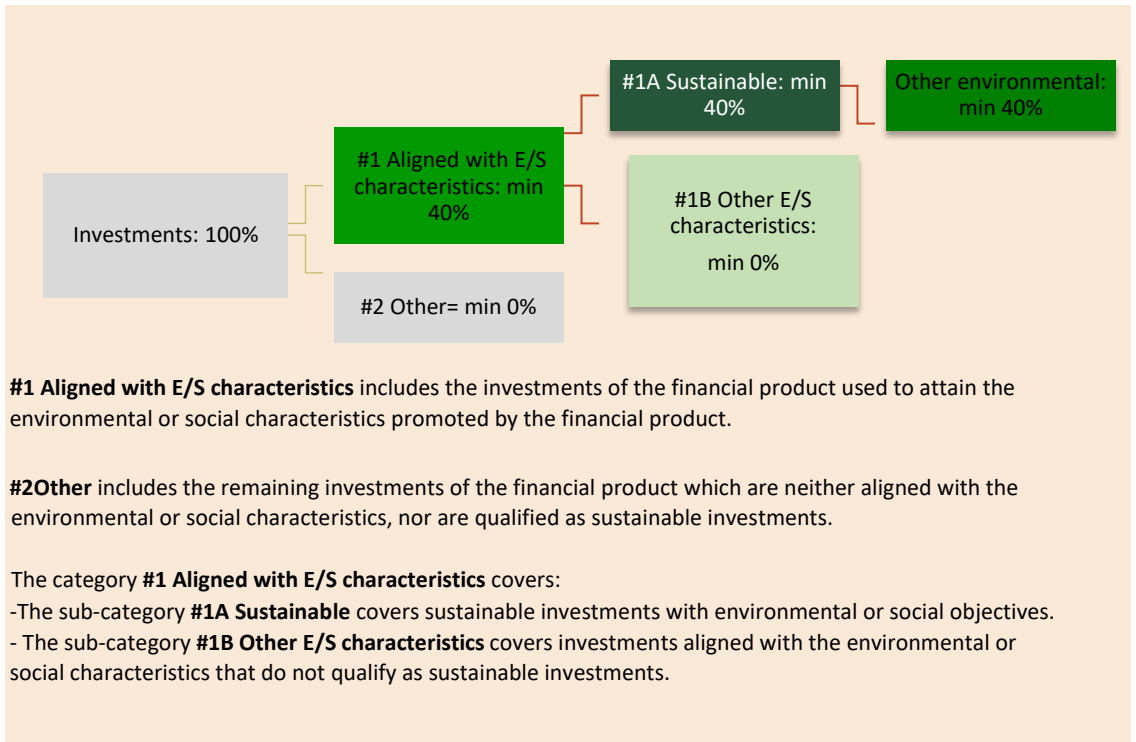 #1A Sustainable: min
40%
Other environmental:
min 40%
#1 Aligned with E/S
characteristics: min
40%
#1B Other E/S
characteristics:
min 0%
Investments: 100%
#2 Other= min 0%
#1 Aligned with E/S characteristics includes the investments of the financial product used to attain the
environmental or social characteristics promoted by the financial product.
#2Other includes the remaining investments of the financial product which are neither aligned with the
environmental or social characteristics, nor are qualified as sustainable investments.
The category #1 Aligned with E/S characteristics covers:
-The sub-category #1A Sustainable covers sustainable investments with environmental or social objectives.
- The sub-category #1B Other E/S characteristics covers investments aligned with the environmental or
social characteristics that do not qualify as sustainable investments.